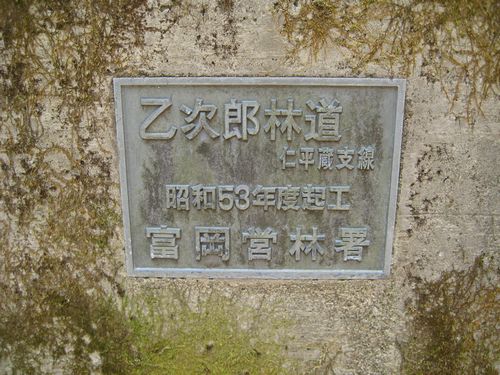 乙次郎林道
仁平蔵支線
昭和53年度起工
富岡営林署